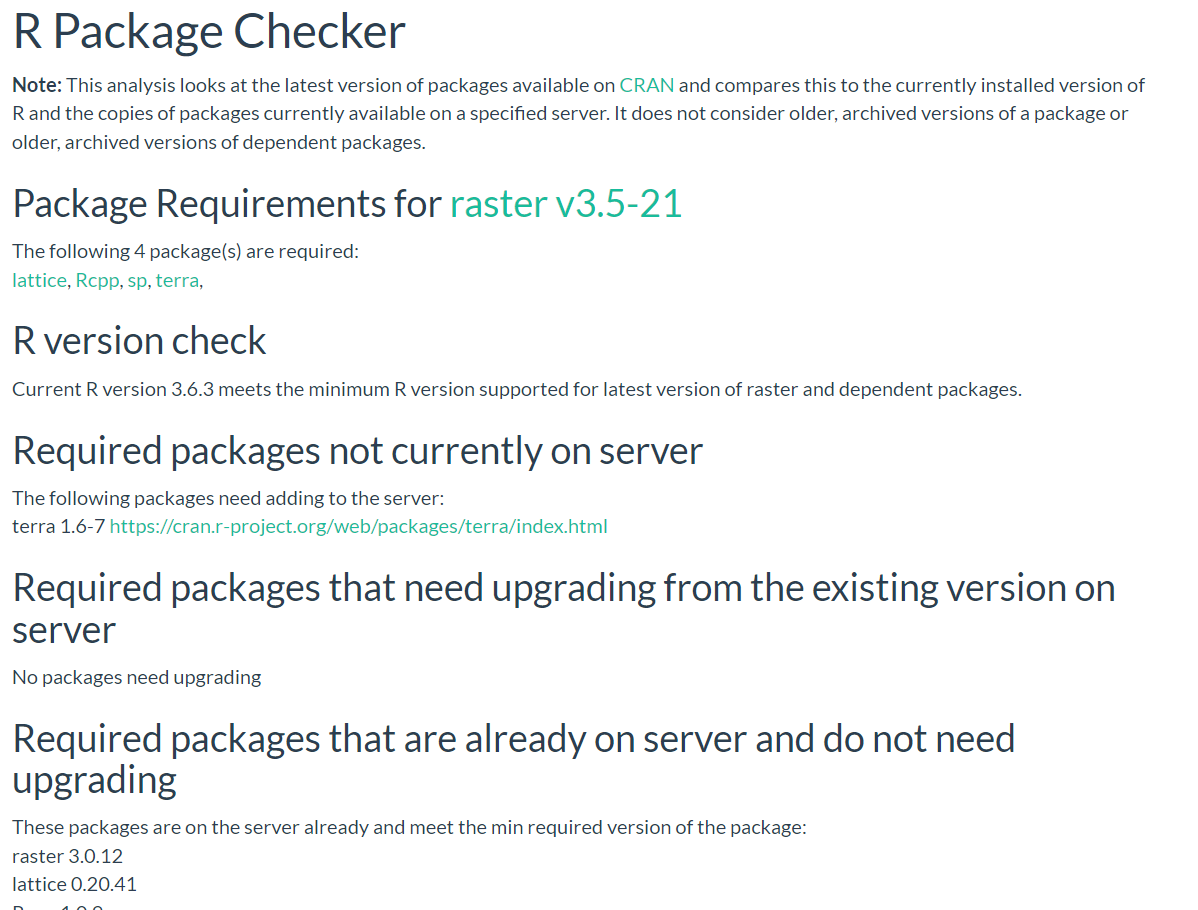 R Package Checker
Note: This analysis looks at the latest version of packages available on CRAN and compares this to the currently installed version of
R and the copies of packages currently available on a specified server. It does not consider older, archived versions of a package or
older, archived versions of dependent packages.
Package Requirements for raster v3.5-21
The following 4 package(s) are required:
lattice, Rcpp, sp, terra,
R version check
Current R version 3.6.3 meets the minimum R version supported for latest version of raster and dependent packages.
Required packages not currently on server
The following packages need adding to the server:
terra 1.6-7 https://cran.r-project.org/web/packages/terra/index.html
Required packages that need upgrading from the existing version on
server
No packages need upgrading
Required packages that are already on server and do not need
upgrading
These packages are on the server already and meet the min required version of the package:
raster 3.0.12
lattice 0.20.41